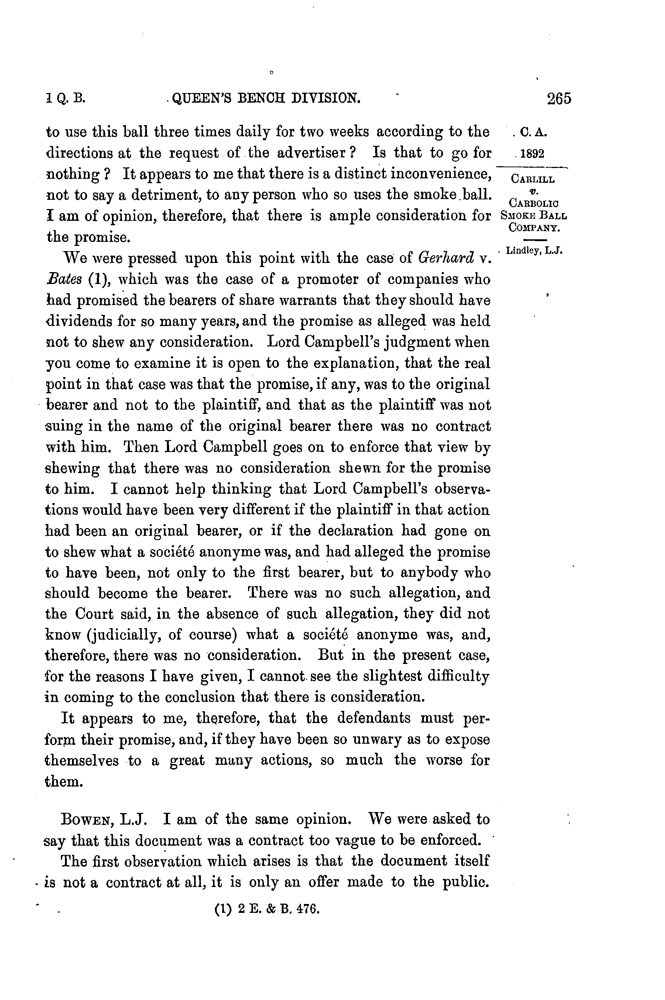 1 Q. B. QUEEN'S BENCH DIVISION. 265
to use this ball three times daily for two weeks according to the
directions at the request of the advertiser? Is that to go for
nothing? It appears to me that there is a distinct inconvenience,
not to say a detriment, to any person who so uses the smoke ball.
I am of opinion, therefore, that there is ample consideration for
the promise.
We were pressed upon this point with the case of Gerhard v.
Bates (1), which was the case of a promoter of companies who
had promised the bearers of share warrants that they should have
dividends for so many years, and the promise as alleged was held
not to shew any consideration. Lord Campbell's judgment when
you come to examine it is open to the explanation, that the real
point in that case was that the promise, if any, was to the original
bearer and not to the plaintiff, and that as the plaintiff was not
suing in the name of the original bearer there was no contract
with him. Then Lord Campbell goes on to enforce that view by
shewing that there was no consideration shewn for the promise
to him. I cannot help thinking that Lord Campbell's observa-
tions would have been very different if the plaintiff in that action
had been an original bearer, or if the declaration had gone on
to shew what a société anonyme was, and had alleged the promise
to have been, not only to the first bearer, but to anybody who
should become the bearer. There was no such allegation, and
the Court said, in the absence of such allegation, they did not
know (judicially, of course) what a société anonyme was, and,
therefore, there was no consideration. But in the present case,
for the reasons I have given, I cannot see the slightest difficulty
in coming to the conclusion that there is consideration.
It appears to me, therefore, that the defendants must per-
form their promise, and, if they have been so unwary as to expose
themselves to a great many actions, so much the worse for
them.
BOWEN, L.J. I am of the same opinion. We were asked to
say that this document was a contract too vague to be enforced.
The first observation which arises is that the document itself
is not a contract at all, it is only an offer made to the public.
(1) 2 E. & B. 476.
C. A.
1892
CARLILL
v.
CARBOLIC
SMOKE BALL
COMPANY.
Lindley, L.J.